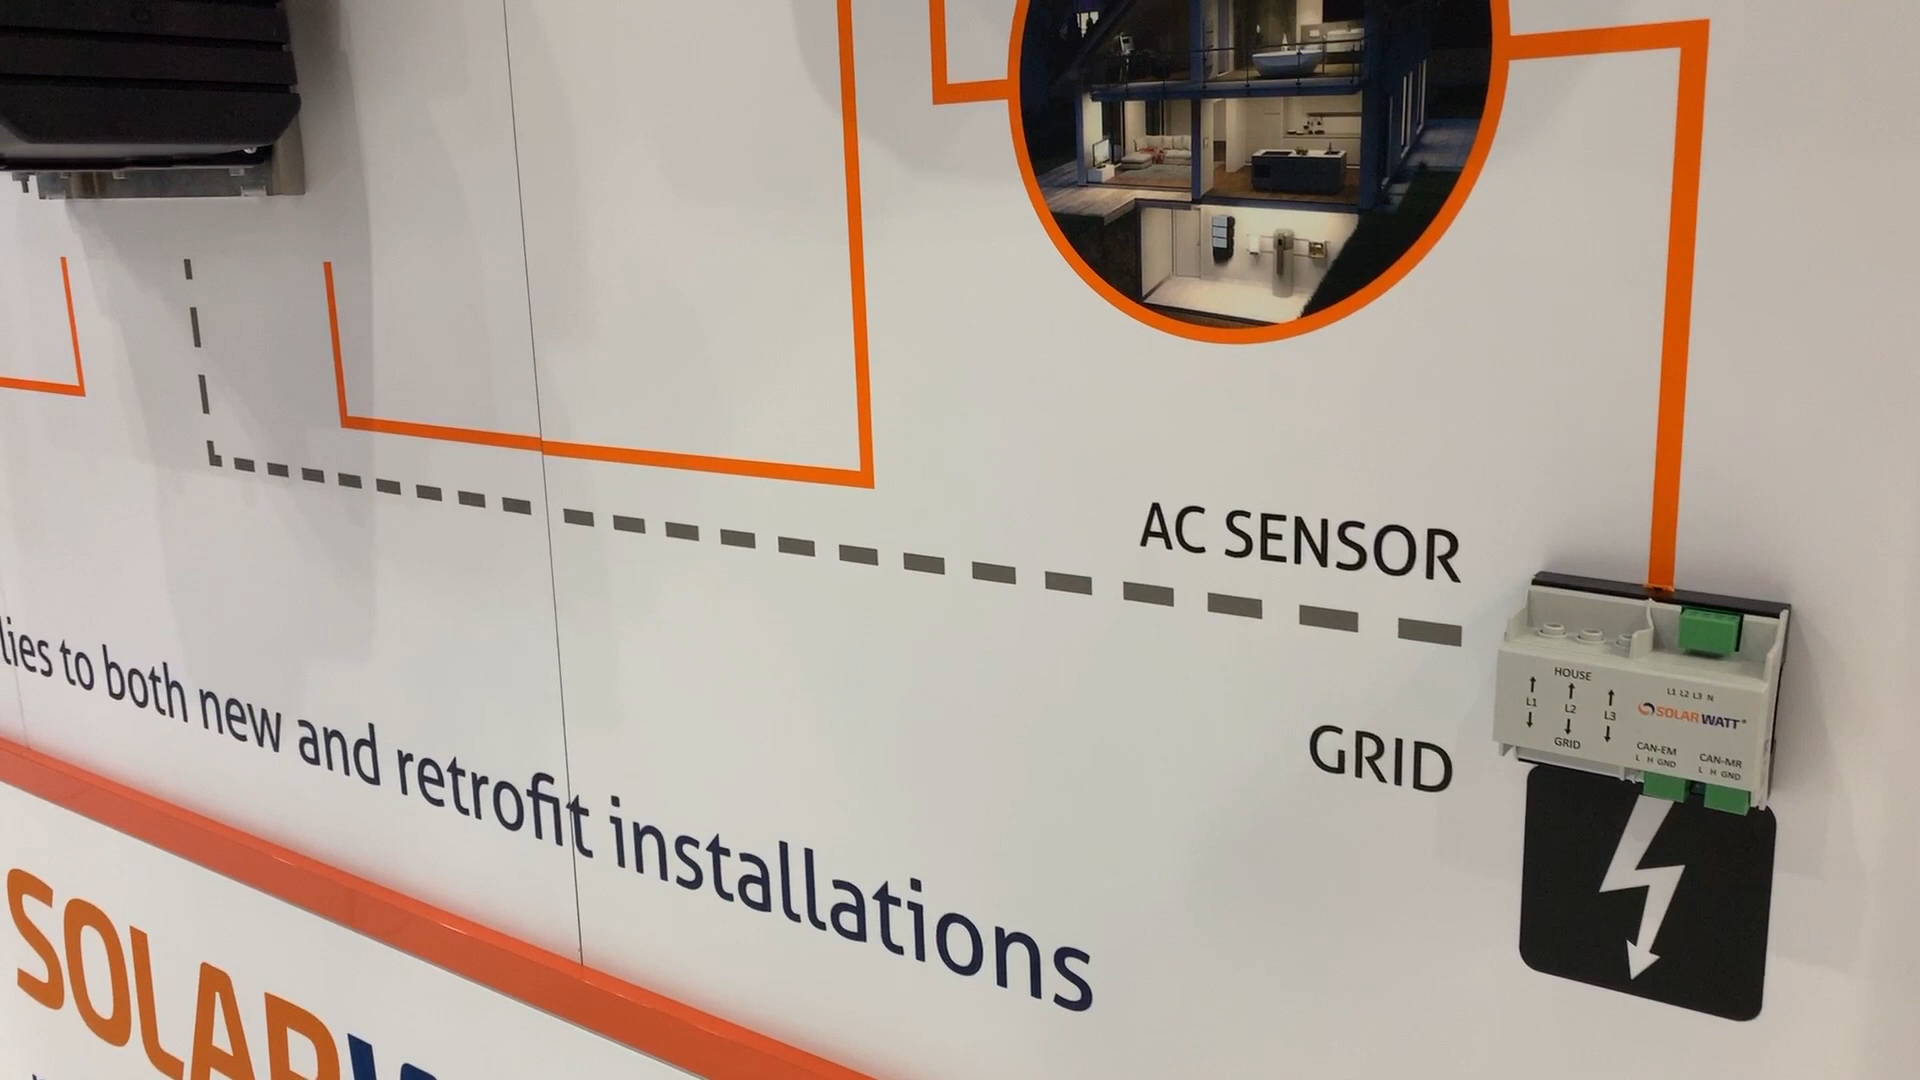 AC SENSOR
HOUSE
L1 L2 L3 N
L1 L2 L3
SOLARWATT
GRID
CAN-EM CAN-MR
L H GND L H GND
GRID
to both new and retrofit installations
SOLAR